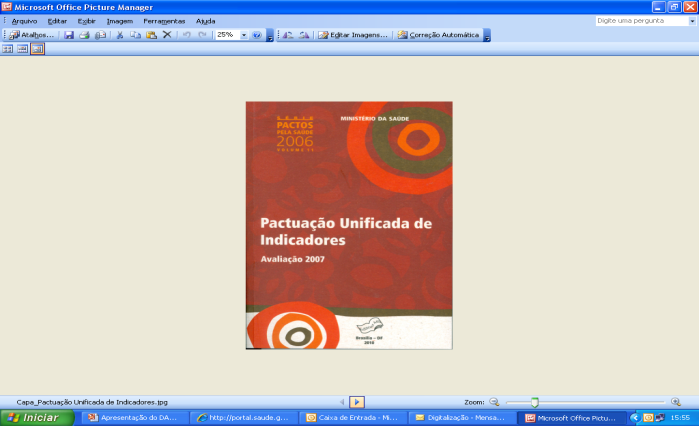 Microsoft Office Picture Manager
Arquivo Editar Exibir Imagem Ferramentas Ajuda
Digite uma pergunta
Atalhos... 25% Editar Imagens... Correção Automática
SÉRIE
PACTOS
PELA SAÚDE
2006
MINISTÉRIO DA SAÚDE
Pactuação Unificada de
Indicadores
Avaliação 2007
Brasília - DF
2010
Capa_Pactuação Unificada de Indicadores.jpg
Zoom:
Iniciar Apresentação do DA... http://portal.saude.g... Caixa de Entrada - Mi... Digitalização - Mensa... Microsoft Office Pictu... 15:55